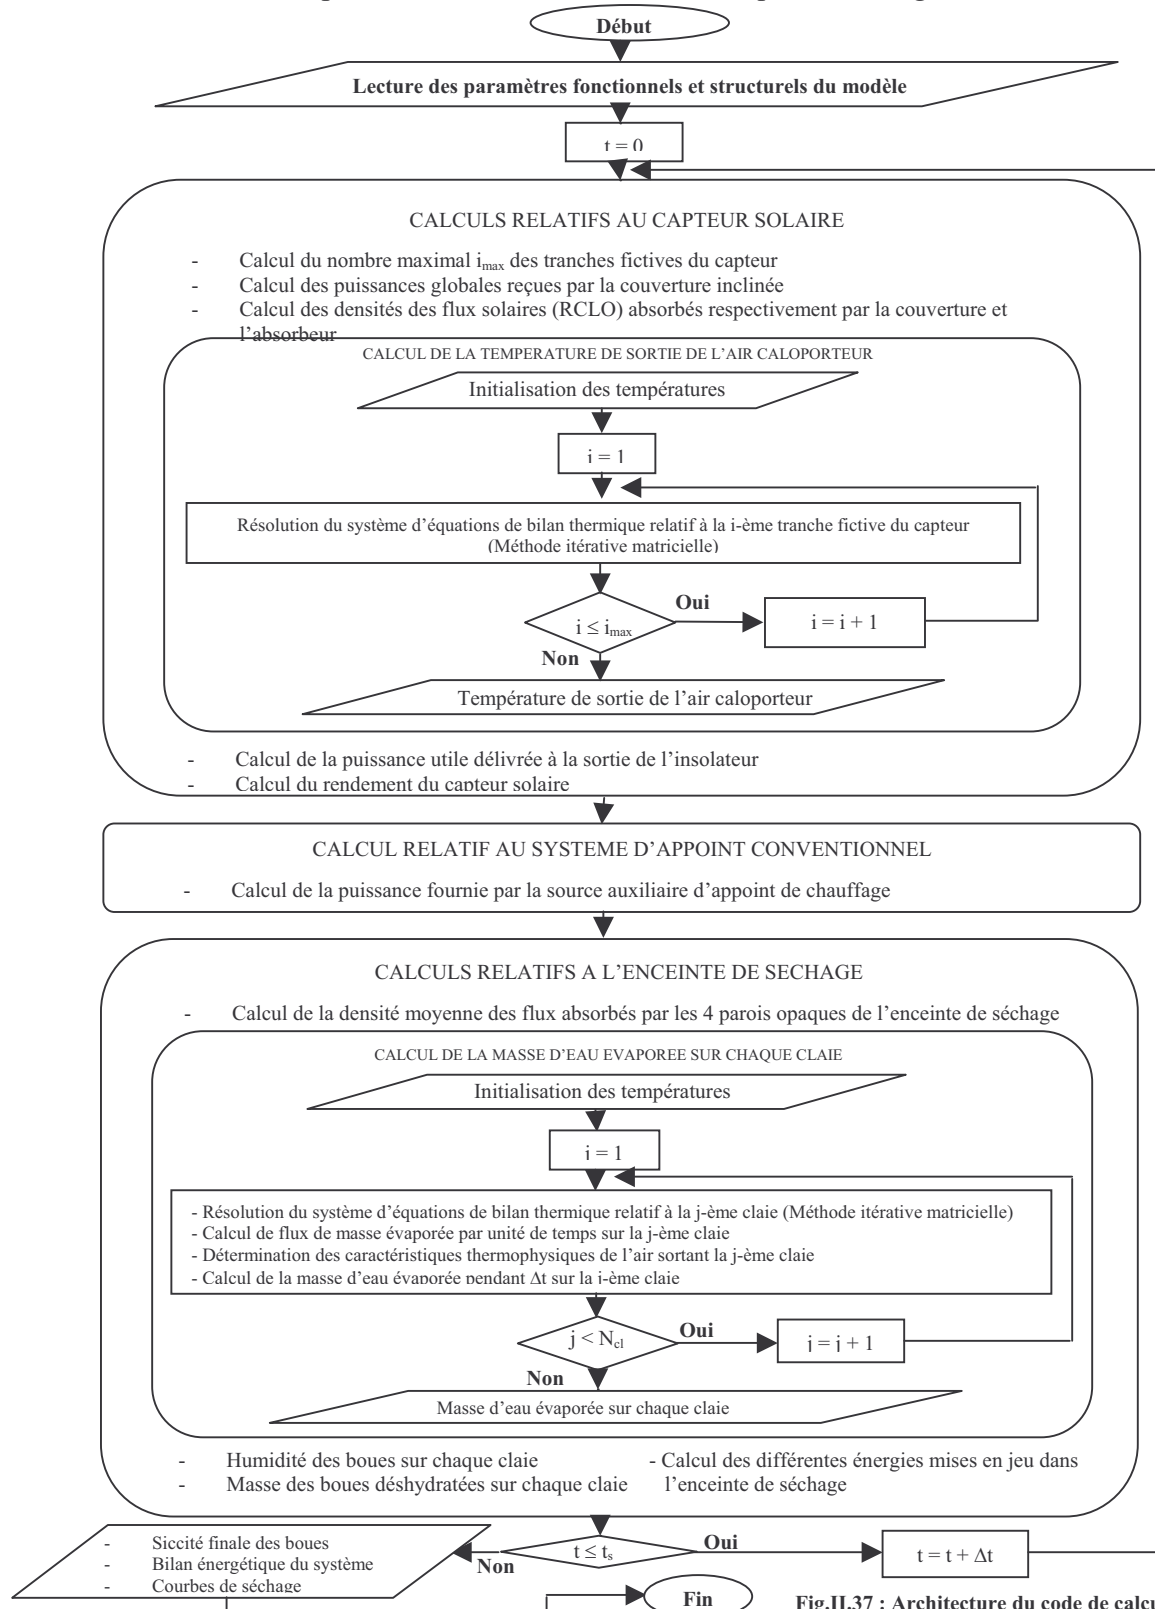 Début
Lecture des paramètres fonctionnels et structurels du modèle
t = 0
CALCULS RELATIFS AU CAPTEUR SOLAIRE
- Calcul du nombre maximal imax des tranches fictives du capteur
- Calcul des puissances globales reçues par la couverture inclinée
- Calcul des densités des flux solaires (RCLO) absorbés respectivement par la couverture et
l’absorbeur
CALCUL DE LA TEMPERATURE DE SORTIE DE L’AIR CALOPORTEUR
Initialisation des températures
i = 1
Résolution du système d’équations de bilan thermique relatif à la i-ème tranche fictive du capteur
(Méthode itérative matricielle)
Oui
i ≤ imax
i = i + 1
Non
Température de sortie de l’air caloporteur
- Calcul de la puissance utile délivrée à la sortie de l’insolateur
- Calcul du rendement du capteur solaire
CALCUL RELATIF AU SYSTEME D’APPOINT CONVENTIONNEL
- Calcul de la puissance fournie par la source auxiliaire d’appoint de chauffage
CALCULS RELATIFS A L’ENCEINTE DE SECHAGE
- Calcul de la densité moyenne des flux absorbés par les 4 parois opaques de l’enceinte de séchage
CALCUL DE LA MASSE D’EAU EVAPOREE SUR CHAQUE CLAIE
Initialisation des températures
j = 1
- Résolution du système d’équations de bilan thermique relatif à la j-ème claie (Méthode itérative matricielle)
- Calcul de flux de masse évaporée par unité de temps sur la j-ème claie
- Détermination des caractéristiques thermophysiques de l’air sortant la j-ème claie
- Calcul de la masse d’eau évaporée pendant Δt sur la j-ème claie
j < Ncl
Oui
j = j + 1
Non
Masse d’eau évaporée sur chaque claie
- Humidité des boues sur chaque claie
- Masse des boues déshydratées sur chaque claie
- Calcul des différentes énergies mises en jeu dans
l’enceinte de séchage
- Siccité finale des boues
- Bilan énergétique du système
- Courbes de séchage
Non
t ≤ ts
Oui
t = t + Δt
Fin
Fig.II.37 : Architecture du code de calcu